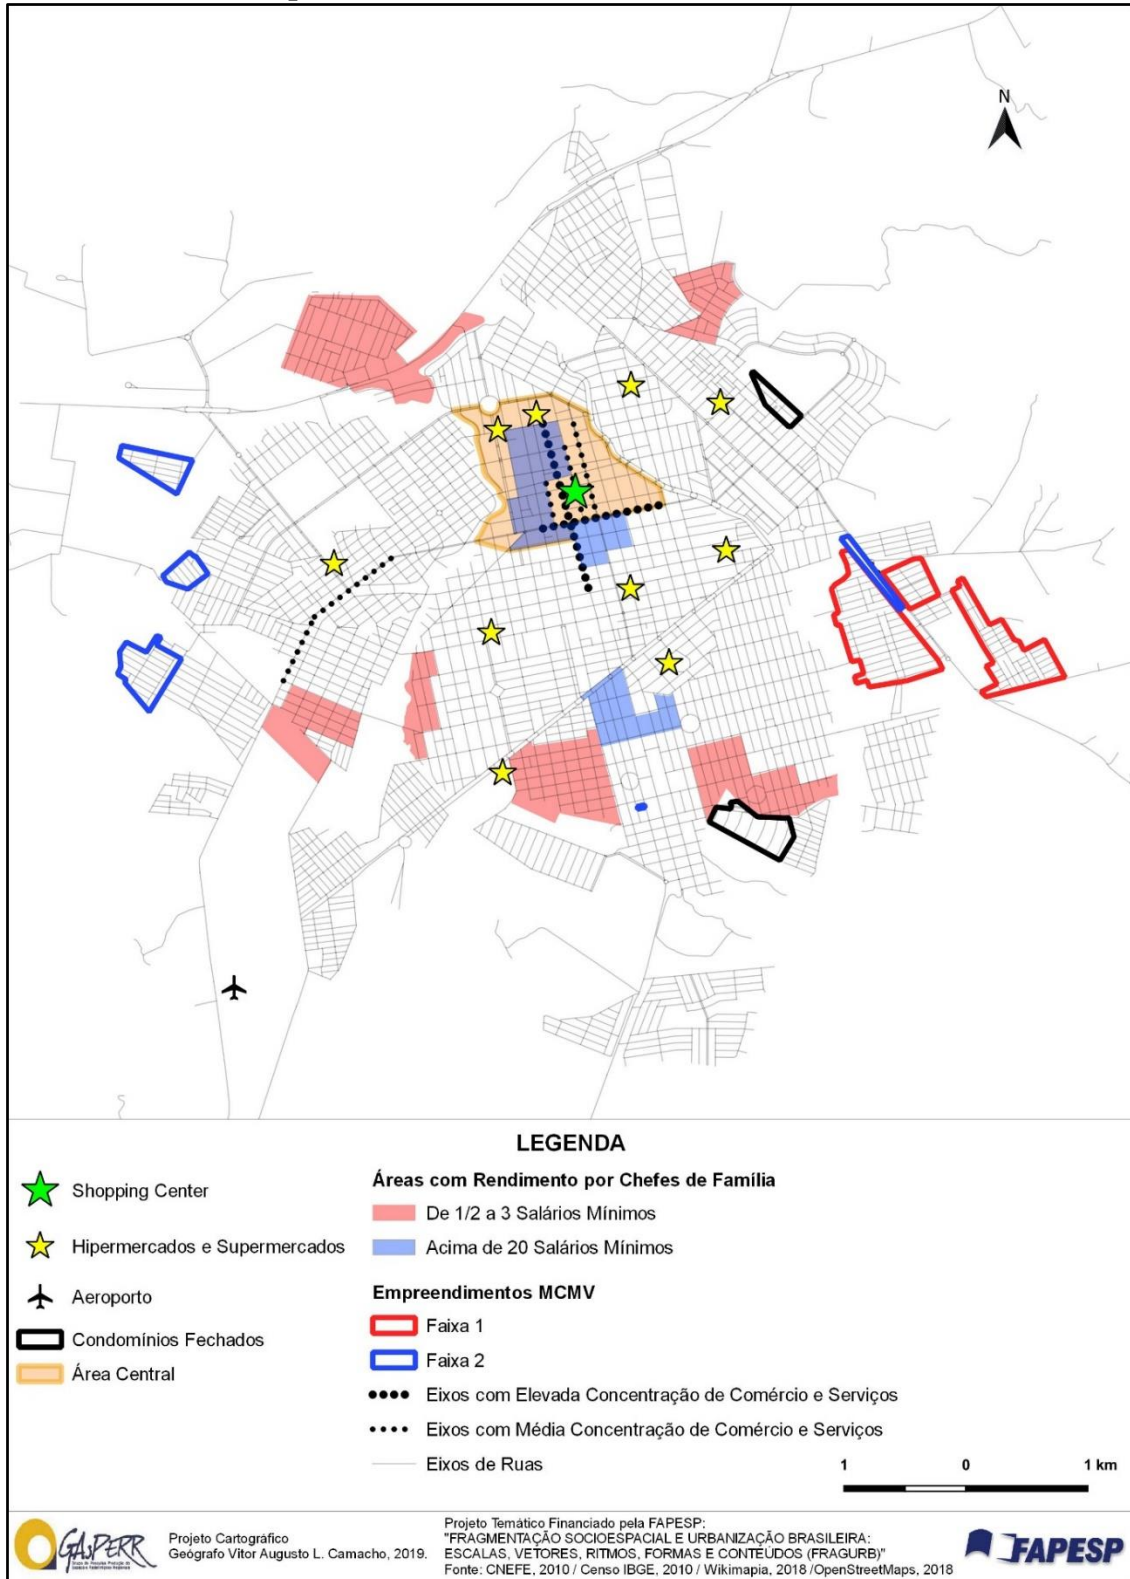 N
LEGENDA
Shopping Center
Hipermercados e Supermercados
Aeroporto
Condomínios Fechados
Área Central
Áreas com Rendimento por Chefes de Família
De 1/2 a 3 Salários Mínimos
Acima de 20 Salários Mínimos
Empreendimentos MCMV
Faixa 1
Faixa 2
Eixos com Elevada Concentração de Comércio e Serviços
Eixos com Média Concentração de Comércio e Serviços
Eixos de Ruas
1 0 1 km
GAsPERR
Projeto Cartográfico
Geógrafo Vitor Augusto L. Camacho, 2019.
Projeto Temático Financiado pela FAPESP:
"FRAGMENTAÇÃO SOCIOESPACIAL E URBANIZAÇÃO BRASILEIRA:
ESCALAS, VETORES, RITMOS, FORMAS E CONTEÚDOS (FRAGURB)"
Fonte: CNEFE, 2010 / Censo IBGE, 2010 / Wikimapia, 2018 /OpenStreetMaps, 2018
FAPESP